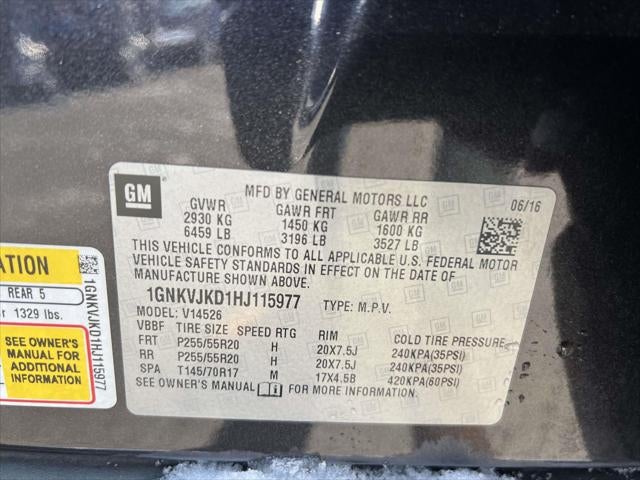 GM
MFD BY GENERAL MOTORS LLC
06/16
GVWR GAWR FRT GAWR RR
2930 KG 1450 KG 1600 KG
6459 LB 3196 LB 3527 LB
THIS VEHICLE CONFORMS TO ALL APPLICABLE U.S. FEDERAL MOTOR
VEHICLE SAFETY STANDARDS IN EFFECT ON THE DATE OF
MANUFACTURE SHOWN ABOVE.
1GNKVJKD1HJ115977 TYPE: M.P.V.
MODEL: V14526
VBBF TIRE SIZE SPEED RTG RIM COLD TIRE PRESSURE
FRT P255/55R20 H 20X7.5J 240KPA(35PSI)
RR P255/55R20 H 20X7.5J 240KPA(35PSI)
SPA T145/70R17 M 17X4.5B 420KPA(60PSI)
SEE OWNER'S MANUAL FOR MORE INFORMATION.
ATION
REAR 5
r 1329 lbs.
SEE OWNER'S
MANUAL FOR
ADDITIONAL
INFORMATION
1GNKVJKD1HJ115977